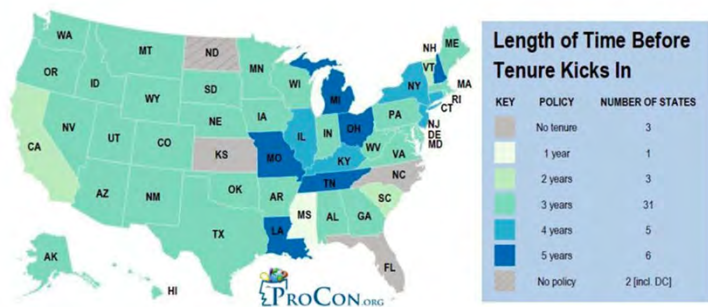 Length of Time Before
Tenure Kicks In
KEY POLICY NUMBER OF STATES
No tenure 3
1 year 1
2 years 3
3 years 31
4 years 5
5 years 6
No policy 2 [incl. DC]
WA
MT
ND
MN
OR
ID
SD
WI
WY
MI
NY
VT
NH
ME
MA
RI
CT
NJ
DE
MD
PA
IA
NE
NV
UT
CO
IL
IN
OH
WV
VA
CA
KS
MO
KY
NC
TN
SC
AZ
NM
OK
AR
MS
AL
GA
TX
LA
FL
AK
HI
PROCON.ORG